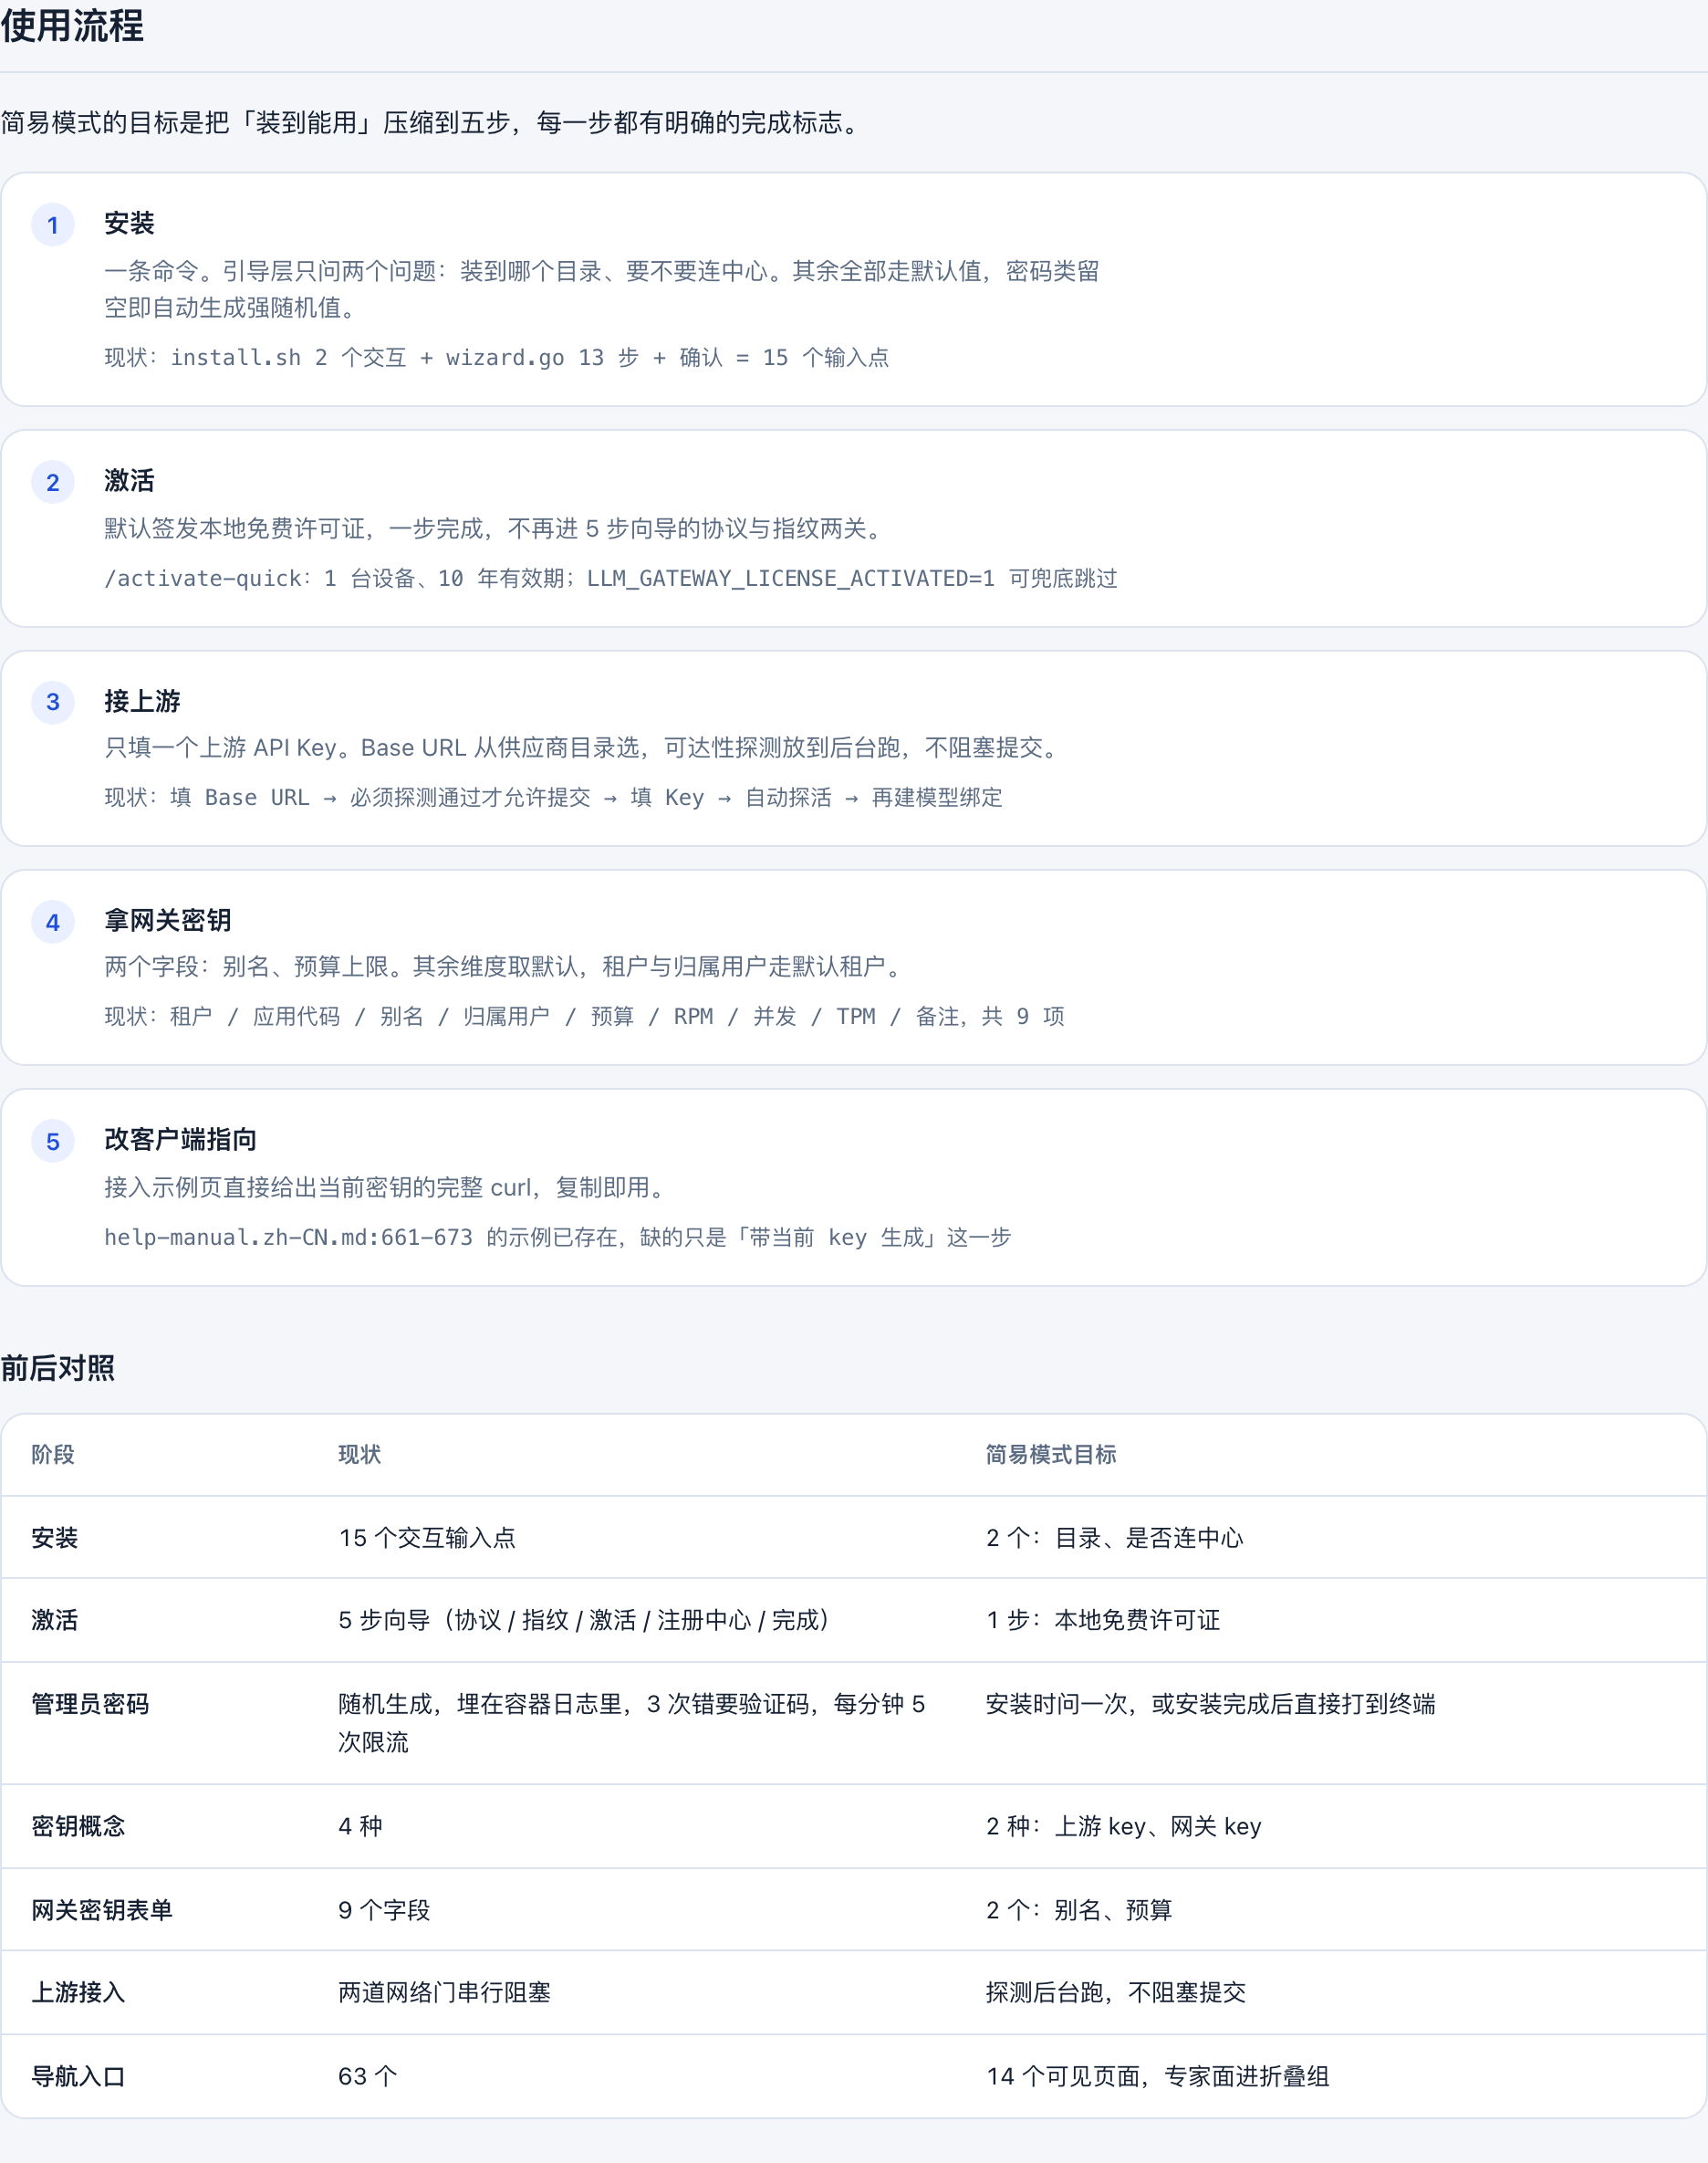 使用流程
简易模式的目标是把「装到能用」压缩到五步，每一步都有明确的完成标志。
1
安装
一条命令。引导层只问两个问题：装到哪个目录、要不要连中心。其余全部走默认值，密码类留
空即自动生成强随机值。
现状：install.sh 2 个交互 + wizard.go 13 步 + 确认 = 15 个输入点
2
激活
默认签发本地免费许可证，一步完成，不再进 5 步向导的协议与指纹两关。
/activate-quick：1 台设备、10 年有效期；LLM_GATEWAY_LICENSE_ACTIVATED=1 可兜底跳过
3
接上游
只填一个上游 API Key。Base URL 从供应商目录选，可达性探测放到后台跑，不阻塞提交。
现状：填 Base URL → 必须探测通过才允许提交 → 填 Key → 自动探活 → 再建模型绑定
4
拿网关密钥
两个字段：别名、预算上限。其余维度取默认，租户与归属用户走默认租户。
现状：租户 / 应用代码 / 别名 / 归属用户 / 预算 / RPM / 并发 / TPM / 备注，共 9 项
5
改客户端指向
接入示例页直接给出当前密钥的完整 curl，复制即用。
help-manual.zh-CN.md:661-673 的示例已存在，缺的只是「带当前 key 生成」这一步
前后对照
阶段 现状 简易模式目标
安装 15 个交互输入点 2 个：目录、是否连中心
激活 5 步向导（协议 / 指纹 / 激活 / 注册中心 / 完成） 1 步：本地免费许可证
管理员密码 随机生成，埋在容器日志里，3 次错要验证码，每分钟 5 安装时问一次，或安装完成后直接打到终端
次限流
密钥概念 4 种 2 种：上游 key、网关 key
网关密钥表单 9 个字段 2 个：别名、预算
上游接入 两道网络门串行阻塞 探测后台跑，不阻塞提交
导航入口 63 个 14 个可见页面，专家面进折叠组